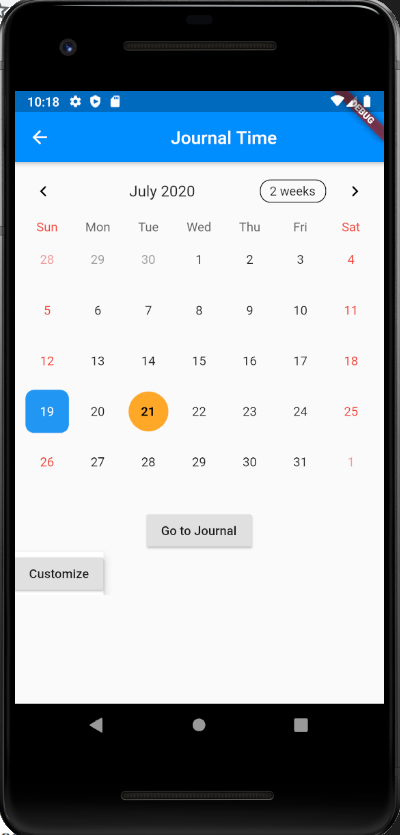 10:18
DEBUG
Journal Time
July 2020 2 weeks
Sun Mon Tue Wed Thu Fri Sat
28 29 30 1 2 3 4
5 6 7 8 9 10 11
12 13 14 15 16 17 18
19 20 21 22 23 24 25
26 27 28 29 30 31 1
Go to Journal
Customize